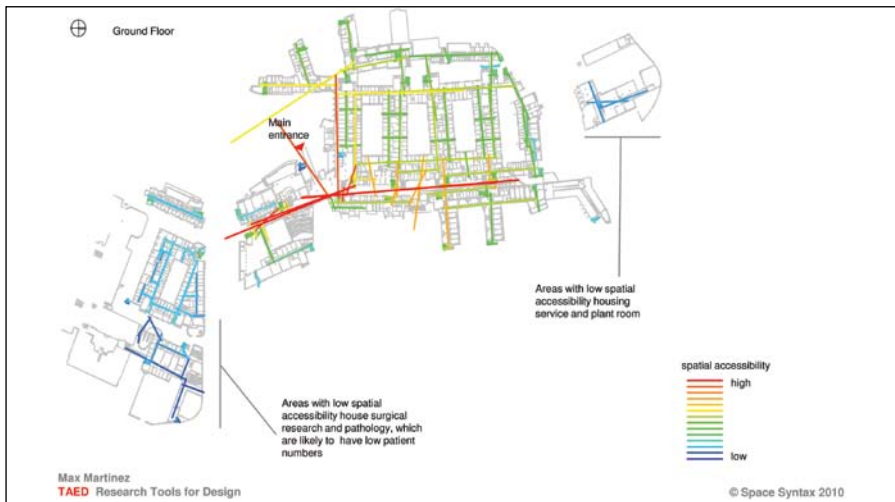 Ground Floor
Main
entrance
Areas with low spatial
accessibility housing
service and plant room
Areas with low spatial
accessibility house surgical
research and pathology, which
are likely to have low patient
numbers
spatial accessibility
high
low
Max Martinez
TAED Research Tools for Design
© Space Syntax 2010